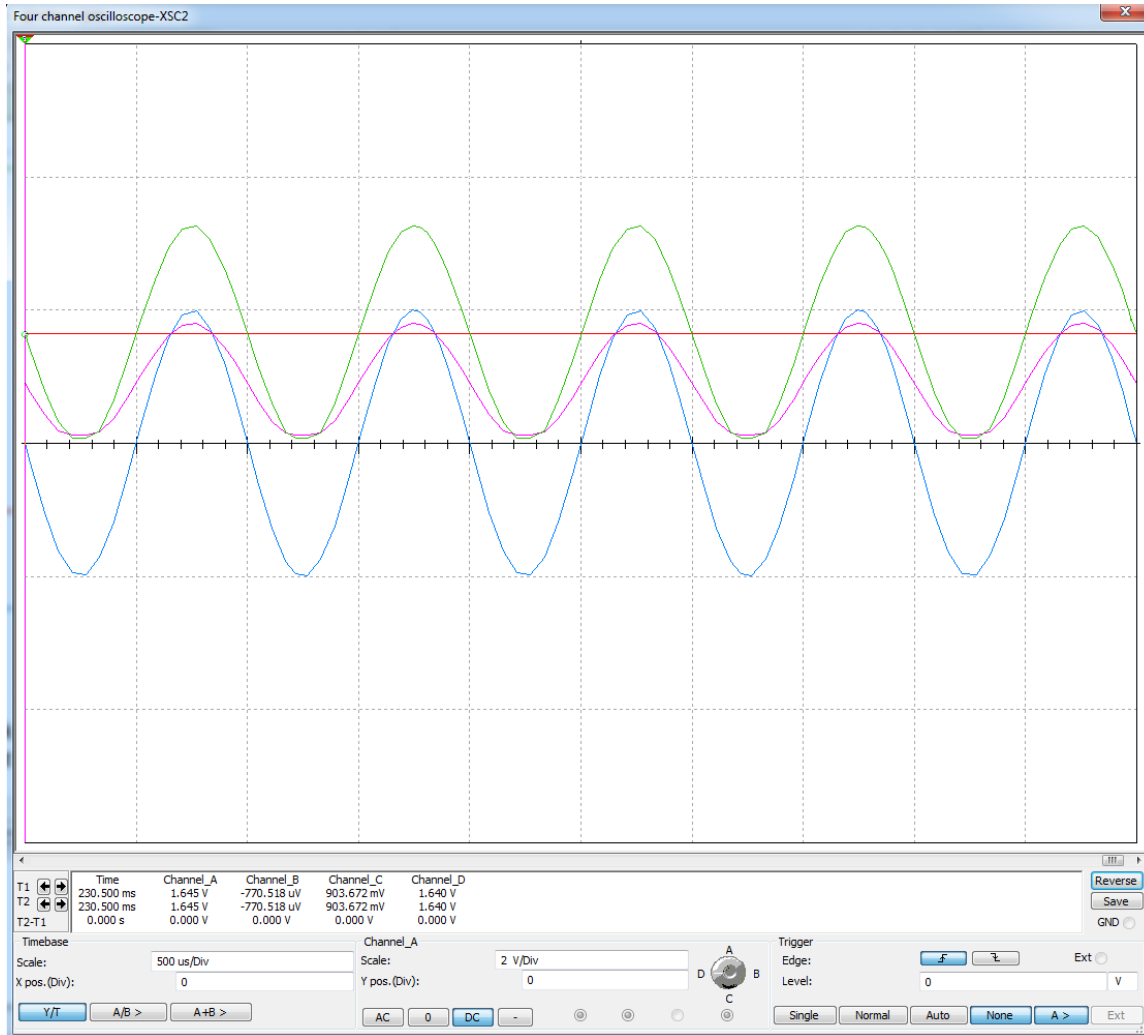 Four channel oscilloscope-XSC2
Time Channel_A Channel_B Channel_C Channel_D
T1 230.500 ms 1.645 V -770.518 uV 903.672 mV 1.640 V
T2 230.500 ms 1.645 V -770.518 uV 903.672 mV 1.640 V
T2-T1 0.000 s 0.000 V 0.000 V 0.000 V 0.000 V
Reverse
Save
GND
Timebase
Scale: 500 us/Div
X pos.(Div): 0
Y/T A/B > A+B >
Channel_A
Scale: 2 V/Div
Y pos.(Div): 0
AC 0 DC -
A
D B
C
Trigger
Edge: Ext
Level: 0 V
Single Normal Auto None A > Ext